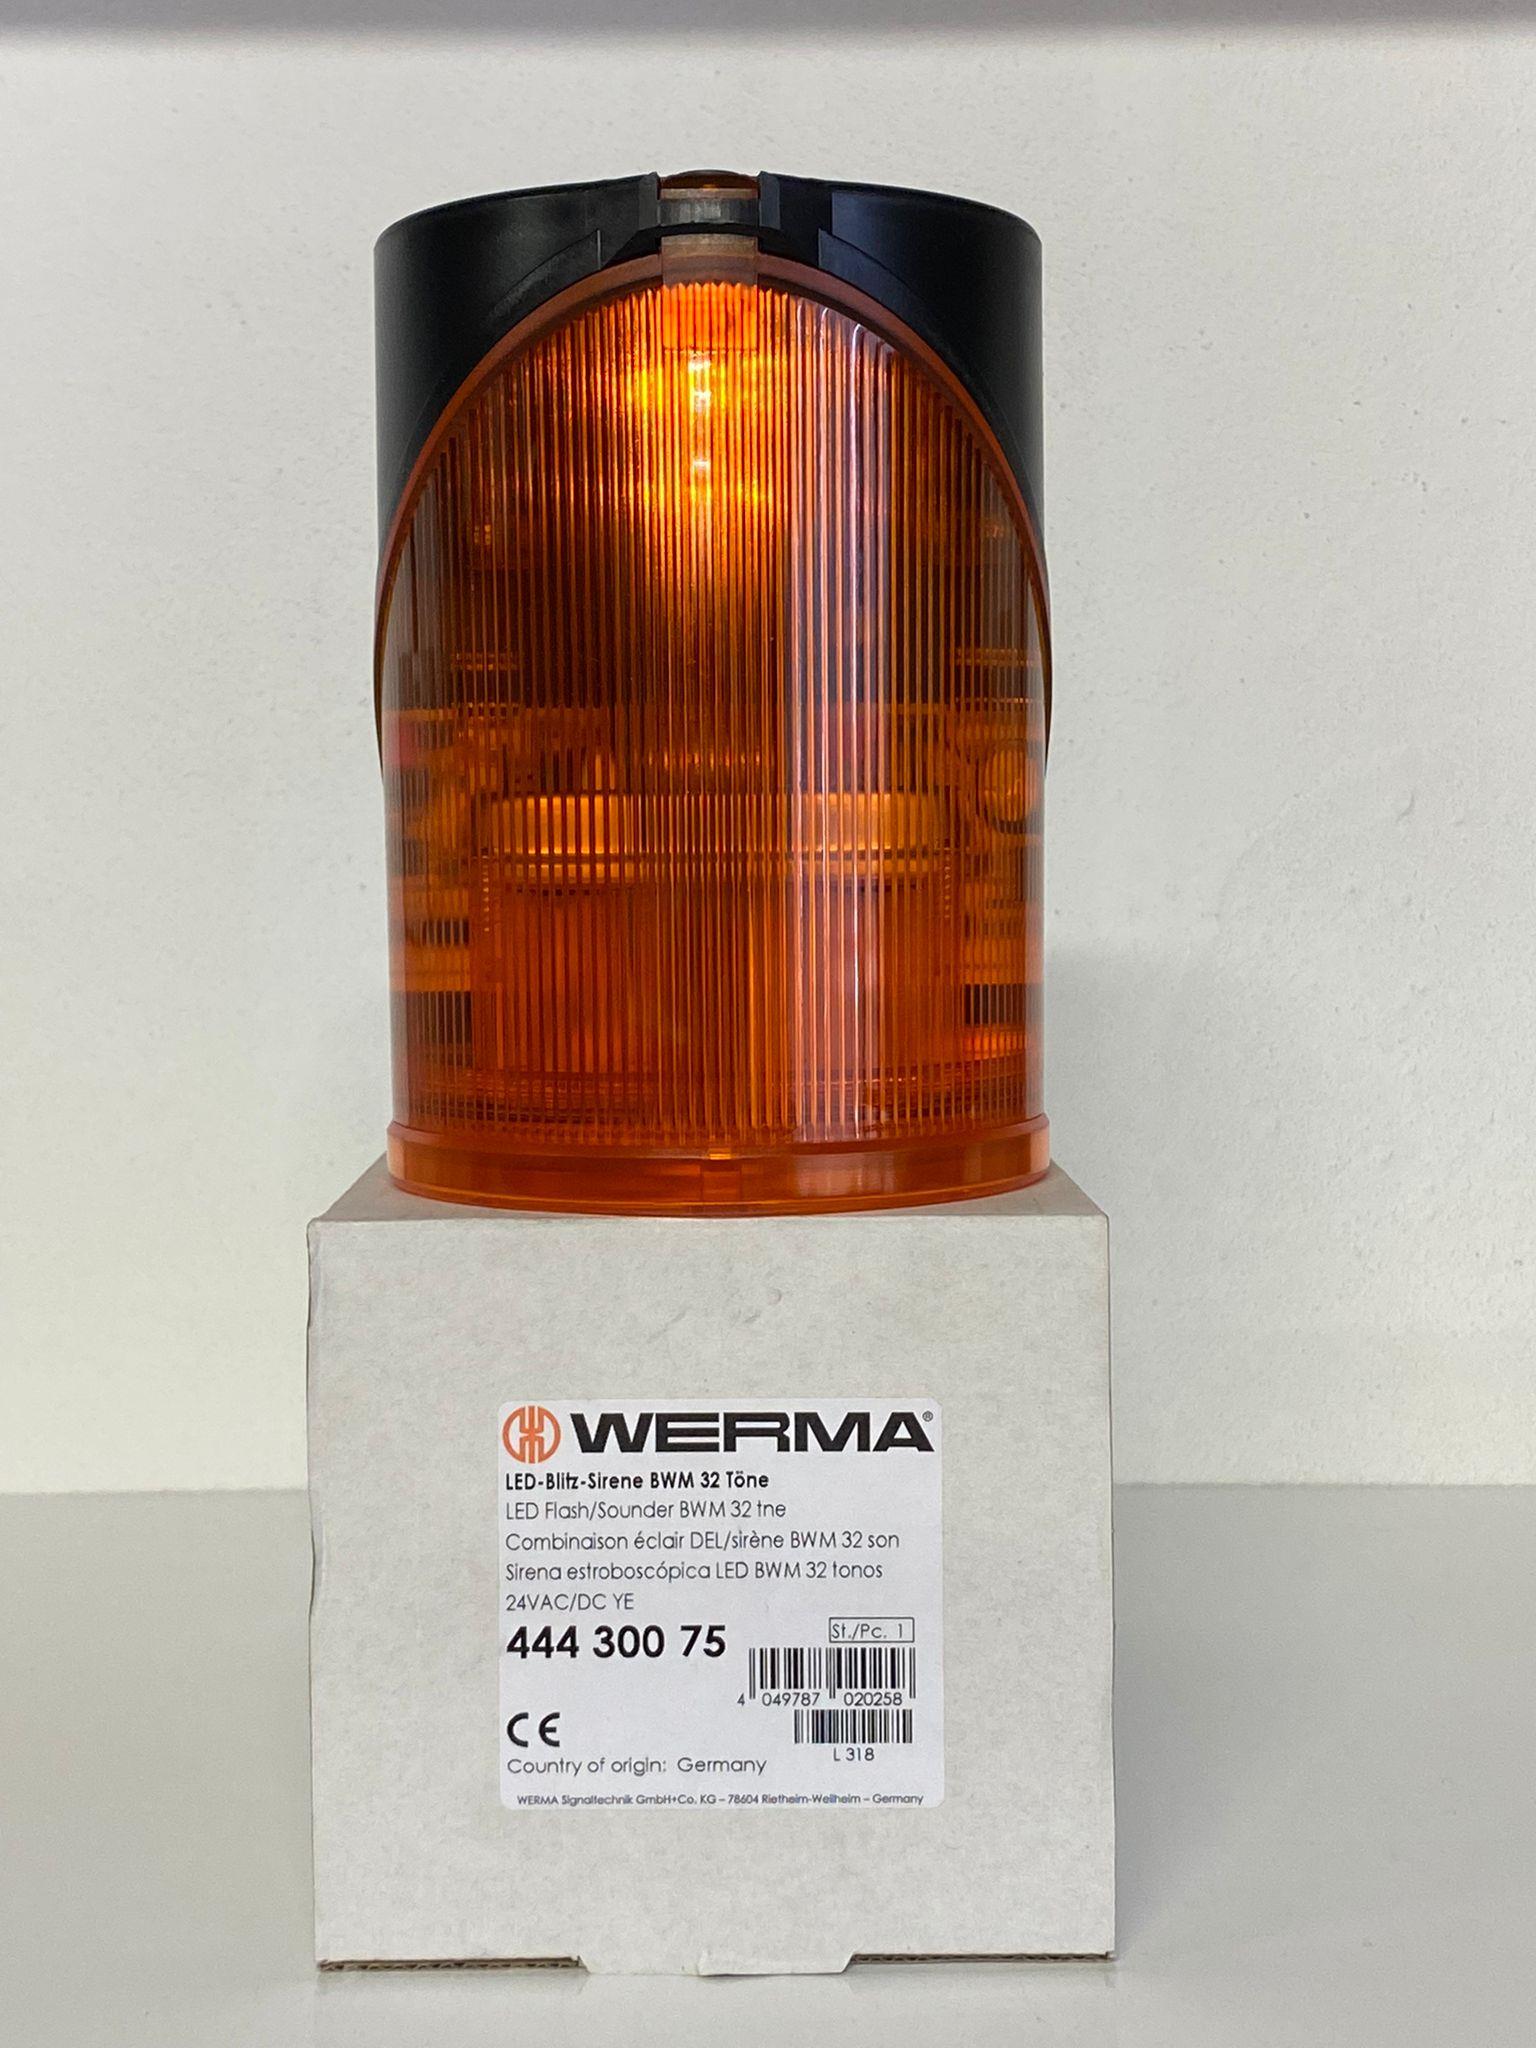 WERMA®
LED-Blitz-Sirene BWM 32 Töne
LED Flash/Sounder BWM 32 tne
Combinaison éclair DEL/sirène BWM 32 son
Sirena estroboscópica LED BWM 32 tonos
24VAC/DC YE
444 300 75
St./Pc. 1
4 049787 020258
CE
L 318
Country of origin: Germany
WERMA Signaltechnik GmbH+Co. KG – 78604 Rietheim-Weilheim – Germany